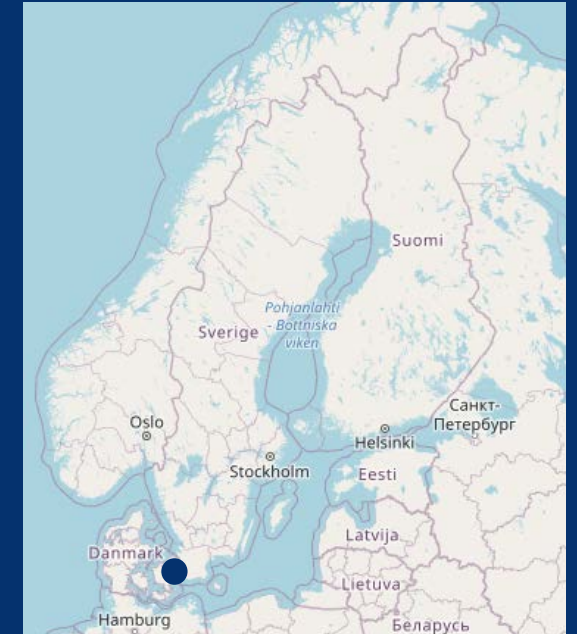 Suomi
Pohjanlahti
- Bottniska
viken
Sverige
Санкт-
Петербург
Oslo
Helsinki
Stockholm
Eesti
Latvija
Danmark
Lietuva
Hamburg
Беларусь